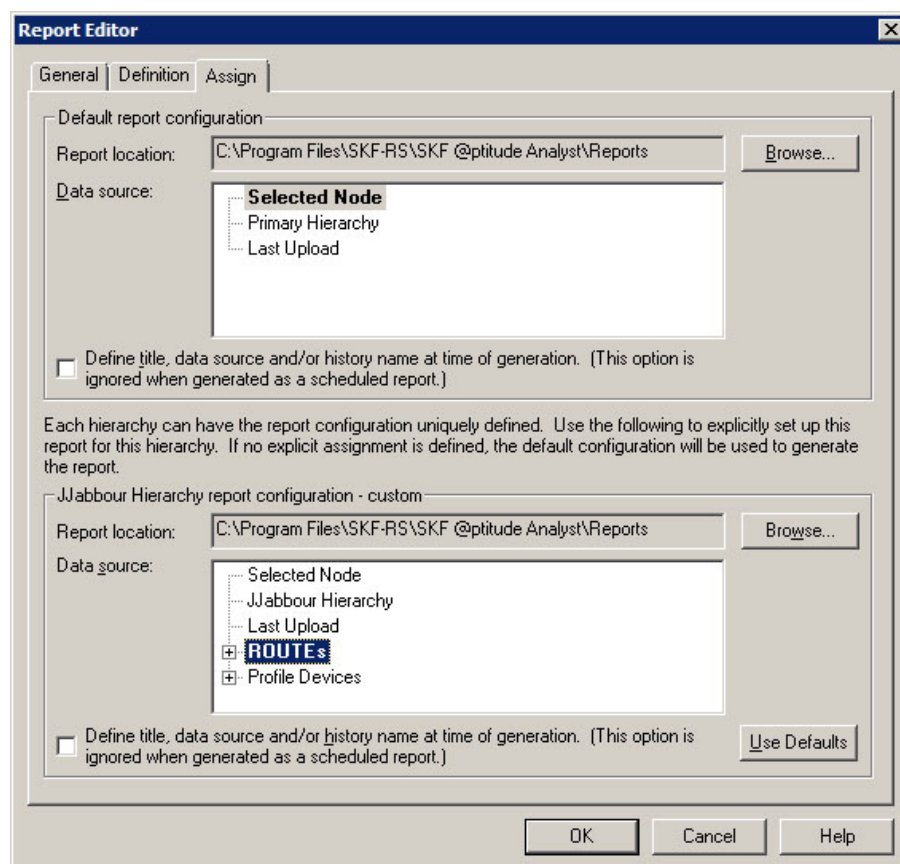 Report Editor
General Definition Assign
Default report configuration
Report location: C:\Program Files\SKF-RS\SKF @ptitude Analyst\Reports Browse...
Data source: Selected Node
Primary Hierarchy
Last Upload
Define title, data source and/or history name at time of generation. (This option is
ignored when generated as a scheduled report.)
Each hierarchy can have the report configuration uniquely defined. Use the following to explicitly set up this
report for this hierarchy. If no explicit assignment is defined, the default configuration will be used to generate
the report.
JJabbour Hierarchy report configuration - custom
Report location: C:\Program Files\SKF-RS\SKF @ptitude Analyst\Reports Browse...
Data source: Selected Node
JJabbour Hierarchy
Last Upload
ROUTEs
Profile Devices
Define title, data source and/or history name at time of generation. (This option is
ignored when generated as a scheduled report.) Use Defaults
OK Cancel Help